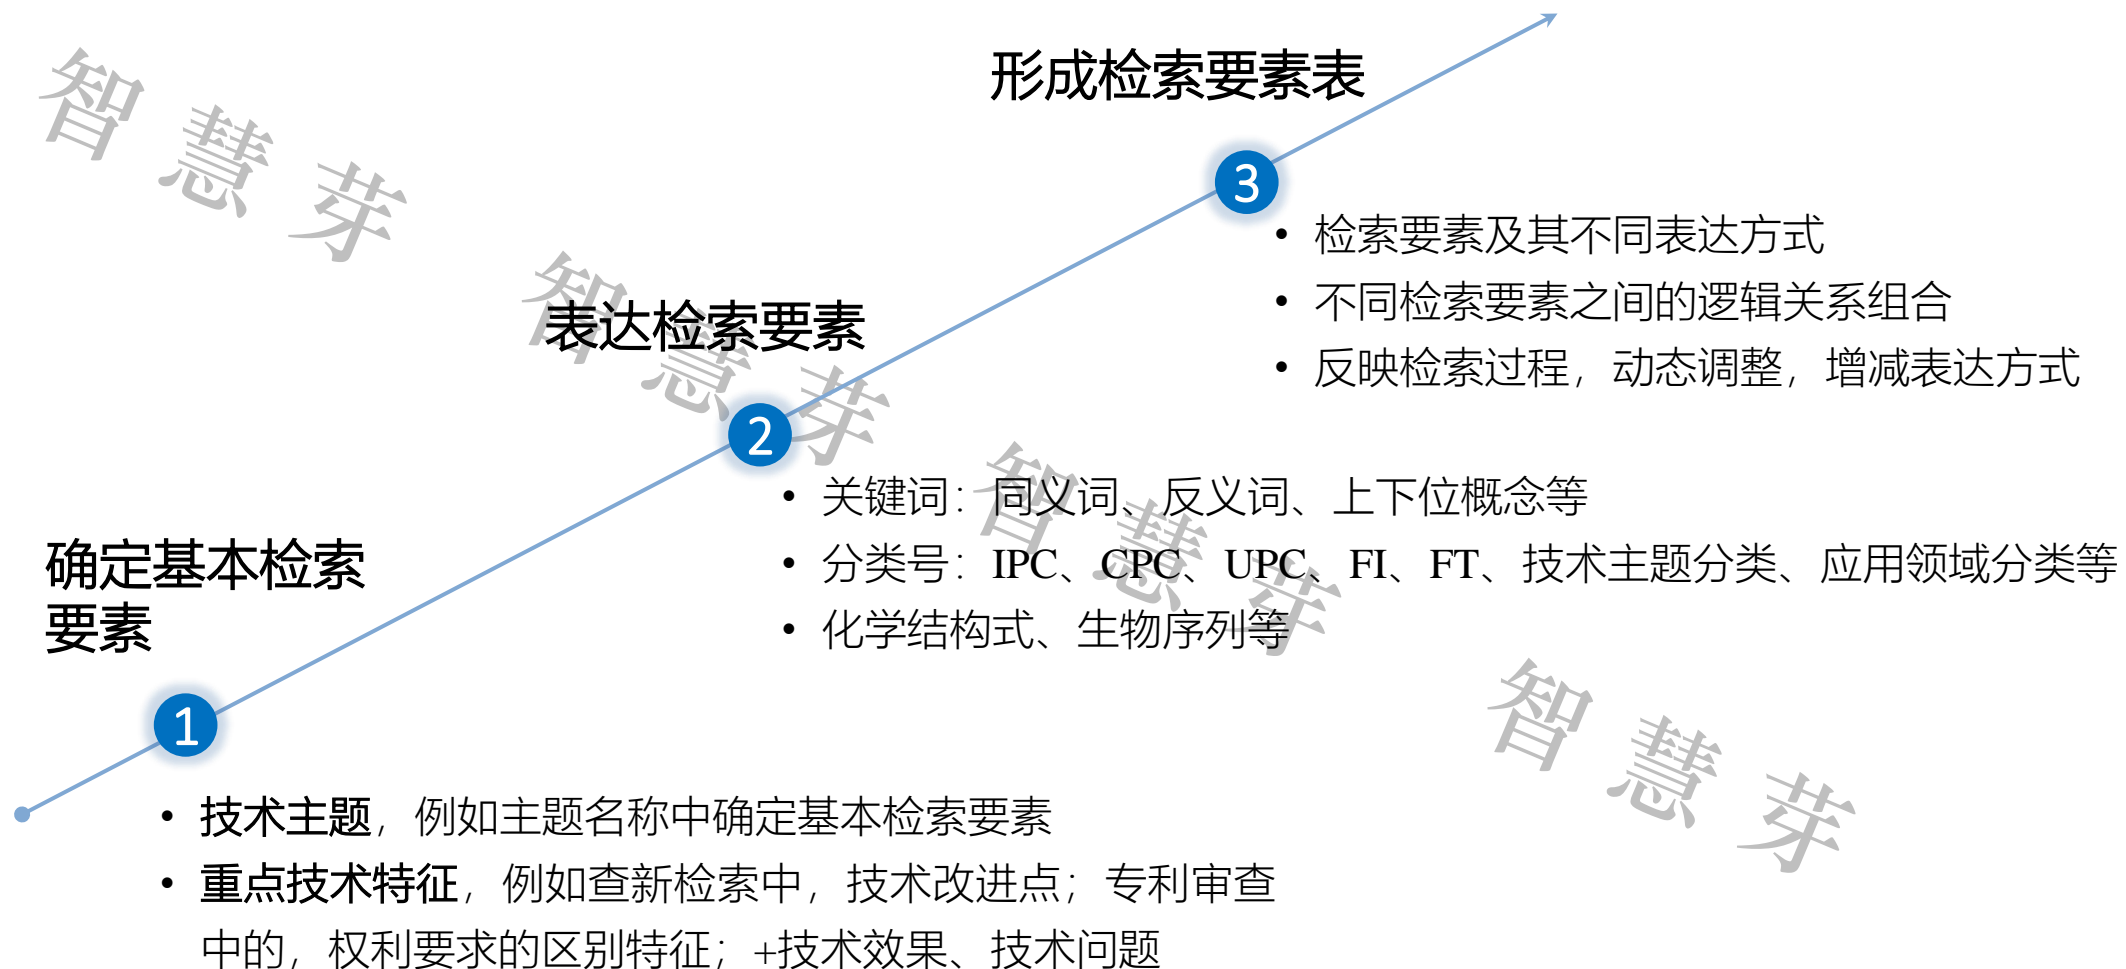 形成检索要素表
3
• 检索要素及其不同表达方式
• 不同检索要素之间的逻辑关系组合
• 反映检索过程，动态调整，增减表达方式
表达检索要素
2
• 关键词：同义词、反义词、上下位概念等
• 分类号：IPC、CPC、UPC、FI、FT、技术主题分类、应用领域分类等
• 化学结构式、生物序列等
确定基本检索
要素
1
• 技术主题，例如主题名称中确定基本检索要素
• 重点技术特征，例如查新检索中，技术改进点；专利审查
中的，权利要求的区别特征；+技术效果、技术问题
智慧芽
智慧芽
智慧芽
智慧芽